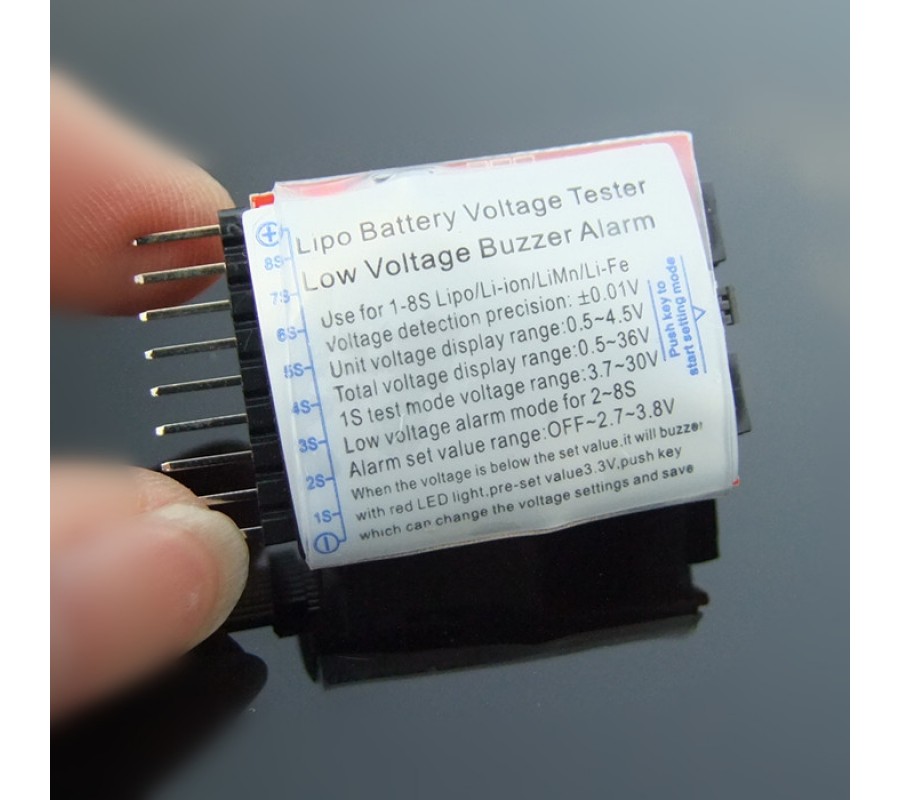 Lipo Battery Voltage Tester
Low Voltage Buzzer Alarm
Use for 1-8S Lipo/Li-ion/LiMn/Li-Fe
Voltage detection precision: ±0.01V
Unit voltage display range:0.5~4.5V
Total voltage display range:0.5~36V
1S test mode voltage range:3.7~30V
Low voltage alarm mode for 2~8S
Alarm set value range:OFF~2.7~3.8V
When the voltage is below the set value.it will buzzer
with red LED light,pre-set value3.3V,push key
which can change the voltage settings and save
Push key to
start setting mode
+
8S
7S
6S
5S
4S
3S
2S
1S
−